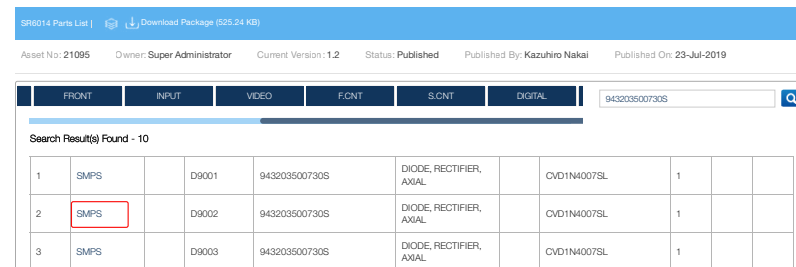 SR6014 Parts List | Download Package (525.24 KB)
Asset No: 21095 Owner: Super Administrator Current Version : 1.2 Status: Published Published By: Kazuhiro Nakai Published On: 23-Jul-2019
FRONT INPUT VIDEO F.CNT S.CNT DIGITAL 943203500730S
Search Result(s) Found - 10
1 SMPS D9001 943203500730S DIODE, RECTIFIER, AXIAL CVD1N4007SL 1
2 SMPS D9002 943203500730S DIODE, RECTIFIER, AXIAL CVD1N4007SL 1
3 SMPS D9003 943203500730S DIODE, RECTIFIER, AXIAL CVD1N4007SL 1